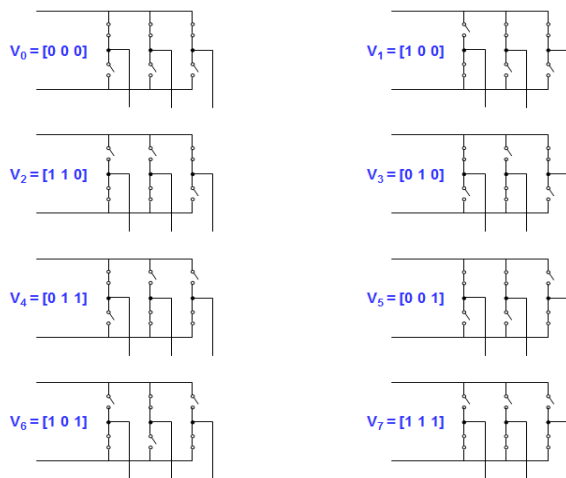 V₀ = [0 0 0]
V₁ = [1 0 0]
V₂ = [1 1 0]
V₃ = [0 1 0]
V₄ = [0 1 1]
V₅ = [0 0 1]
V₆ = [1 0 1]
V₇ = [1 1 1]